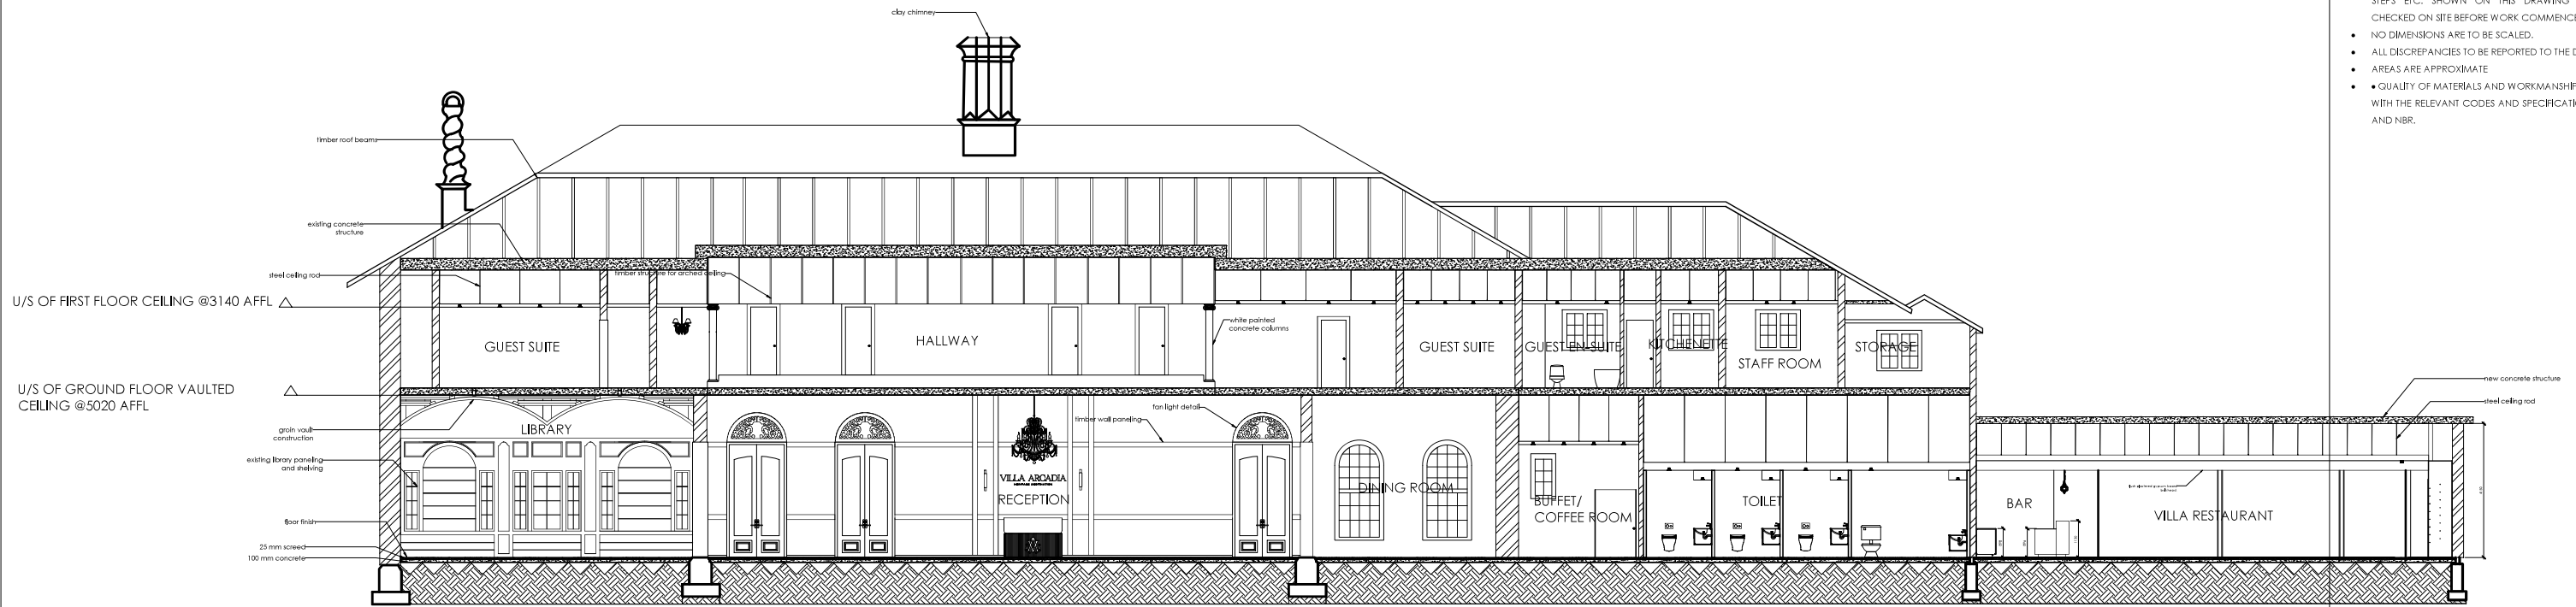 clay chimney
STEPS ETC. SHOWN ON THIS DRAWING
CHECKED ON SITE BEFORE WORK COMMENC
• NO DIMENSIONS ARE TO BE SCALED.
• ALL DISCREPANCIES TO BE REPORTED TO THE
• AREAS ARE APPROXIMATE
• • QUALITY OF MATERIALS AND WORKMANSHIP
WITH THE RELEVANT CODES AND SPECIFICATI
AND NBR.
timber roof beams
existing concrete
structure
steel ceiling rod
timber structure for arched ceiling
U/S OF FIRST FLOOR CEILING @3140 AFFL
white painted
concrete columns
GUEST SUITE
HALLWAY
GUEST SUITE
GUEST EN-SUITE
KITCHENETTE
STAFF ROOM
STORAGE
U/S OF GROUND FLOOR VAULTED
CEILING @5020 AFFL
new concrete structure
steel ceiling rod
fan light detail
timber wall paneling
groin vault
construction
LIBRARY
existing library paneling
and shelving
VILLA ARCADIA
RECEPTION
DINING ROOM
BUFFET/
COFFEE ROOM
TOILET
BAR
VILLA RESTAURANT
floor finish
25 mm screed
100 mm concrete